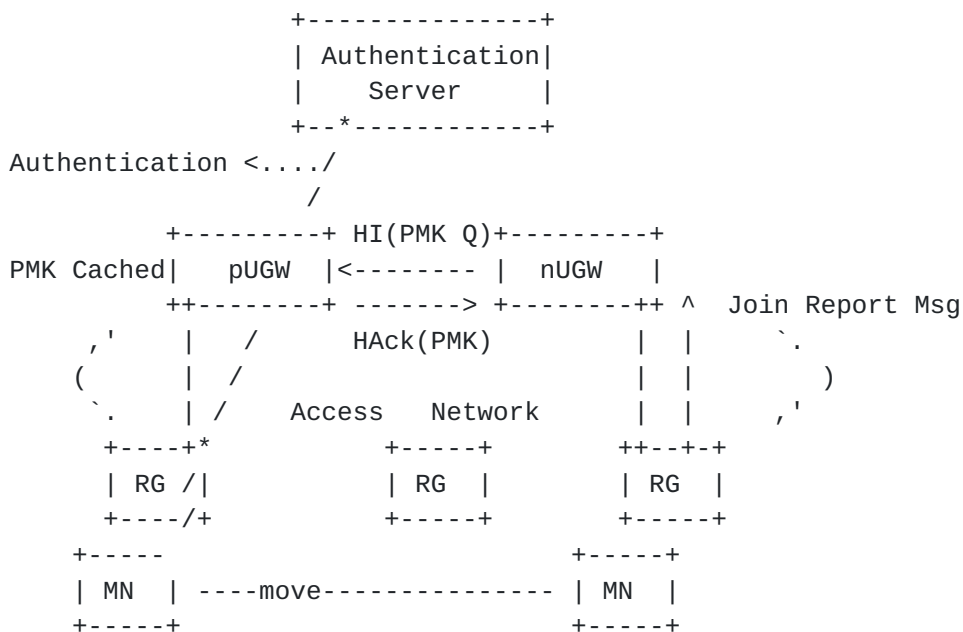 +---------------+
| Authentication|
|    Server     |
+--*------------+
Authentication <..../
/
+---------+ HI(PMK Q)+---------+
PMK Cached|   pUGW  |<-------- |  nUGW   |
++--------+ -------> +--------++ ^  Join Report Msg
,'    |   /      HAck(PMK)         |  |     `.
(      |  /                         |  |        )
`.    | /    Access   Network      |  |     ,'
+----+*           +-----+        ++--+-+
| RG /|           | RG  |        | RG  |
+----/+           +-----+        +-----+
+-----                          +-----+
| MN  | ----move--------------- | MN  |
+-----+                         +-----+